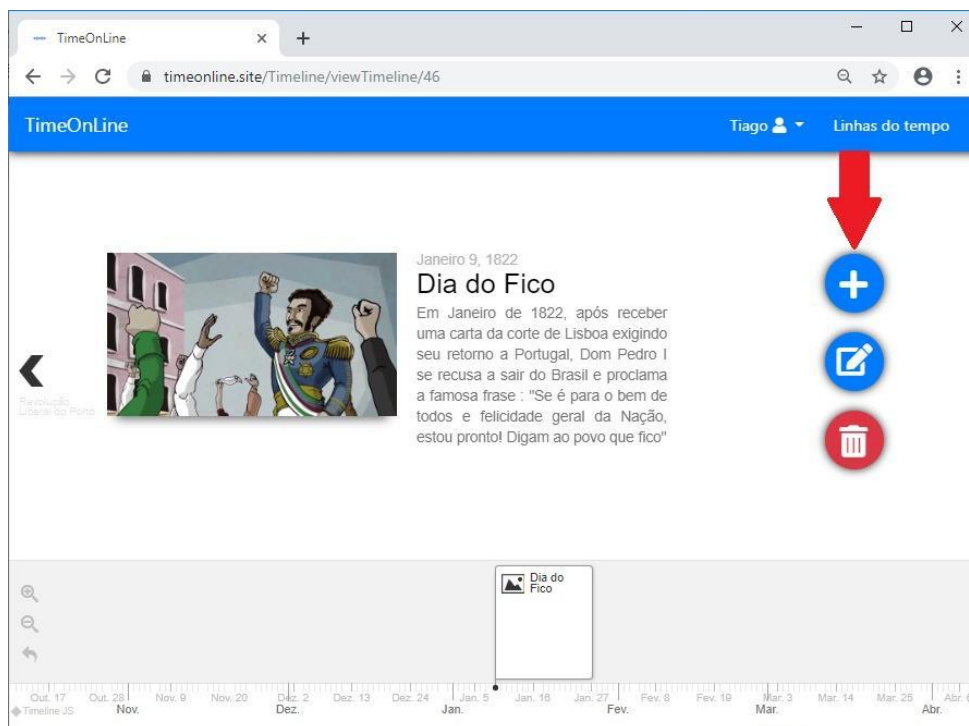 TimeOnLine
timeonline.site/Timeline/viewTimeline/46
TimeOnLine
Tiago
Linhas do tempo
Janeiro 9, 1822
Dia do Fico
Em Janeiro de 1822, após receber
uma carta da corte de Lisboa exigindo
seu retorno a Portugal, Dom Pedro I
se recusa a sair do Brasil e proclama
a famosa frase : "Se é para o bem de
todos e felicidade geral da Nação,
estou pronto! Digam ao povo que fico"
Revolução
Liberal do Porto
Dia do
Fico
Out. 17 Out. 28 Nov. 9 Nov. 20 Dez. 2 Dez. 13 Dez. 24 Jan. 5 Jan. 16 Jan. 27 Fev. 8 Fev. 19 Mar. 3 Mar. 14 Mar. 25 Abr. 6
Timeline JS Nov. Dez. Jan. Fev. Mar. Abr.